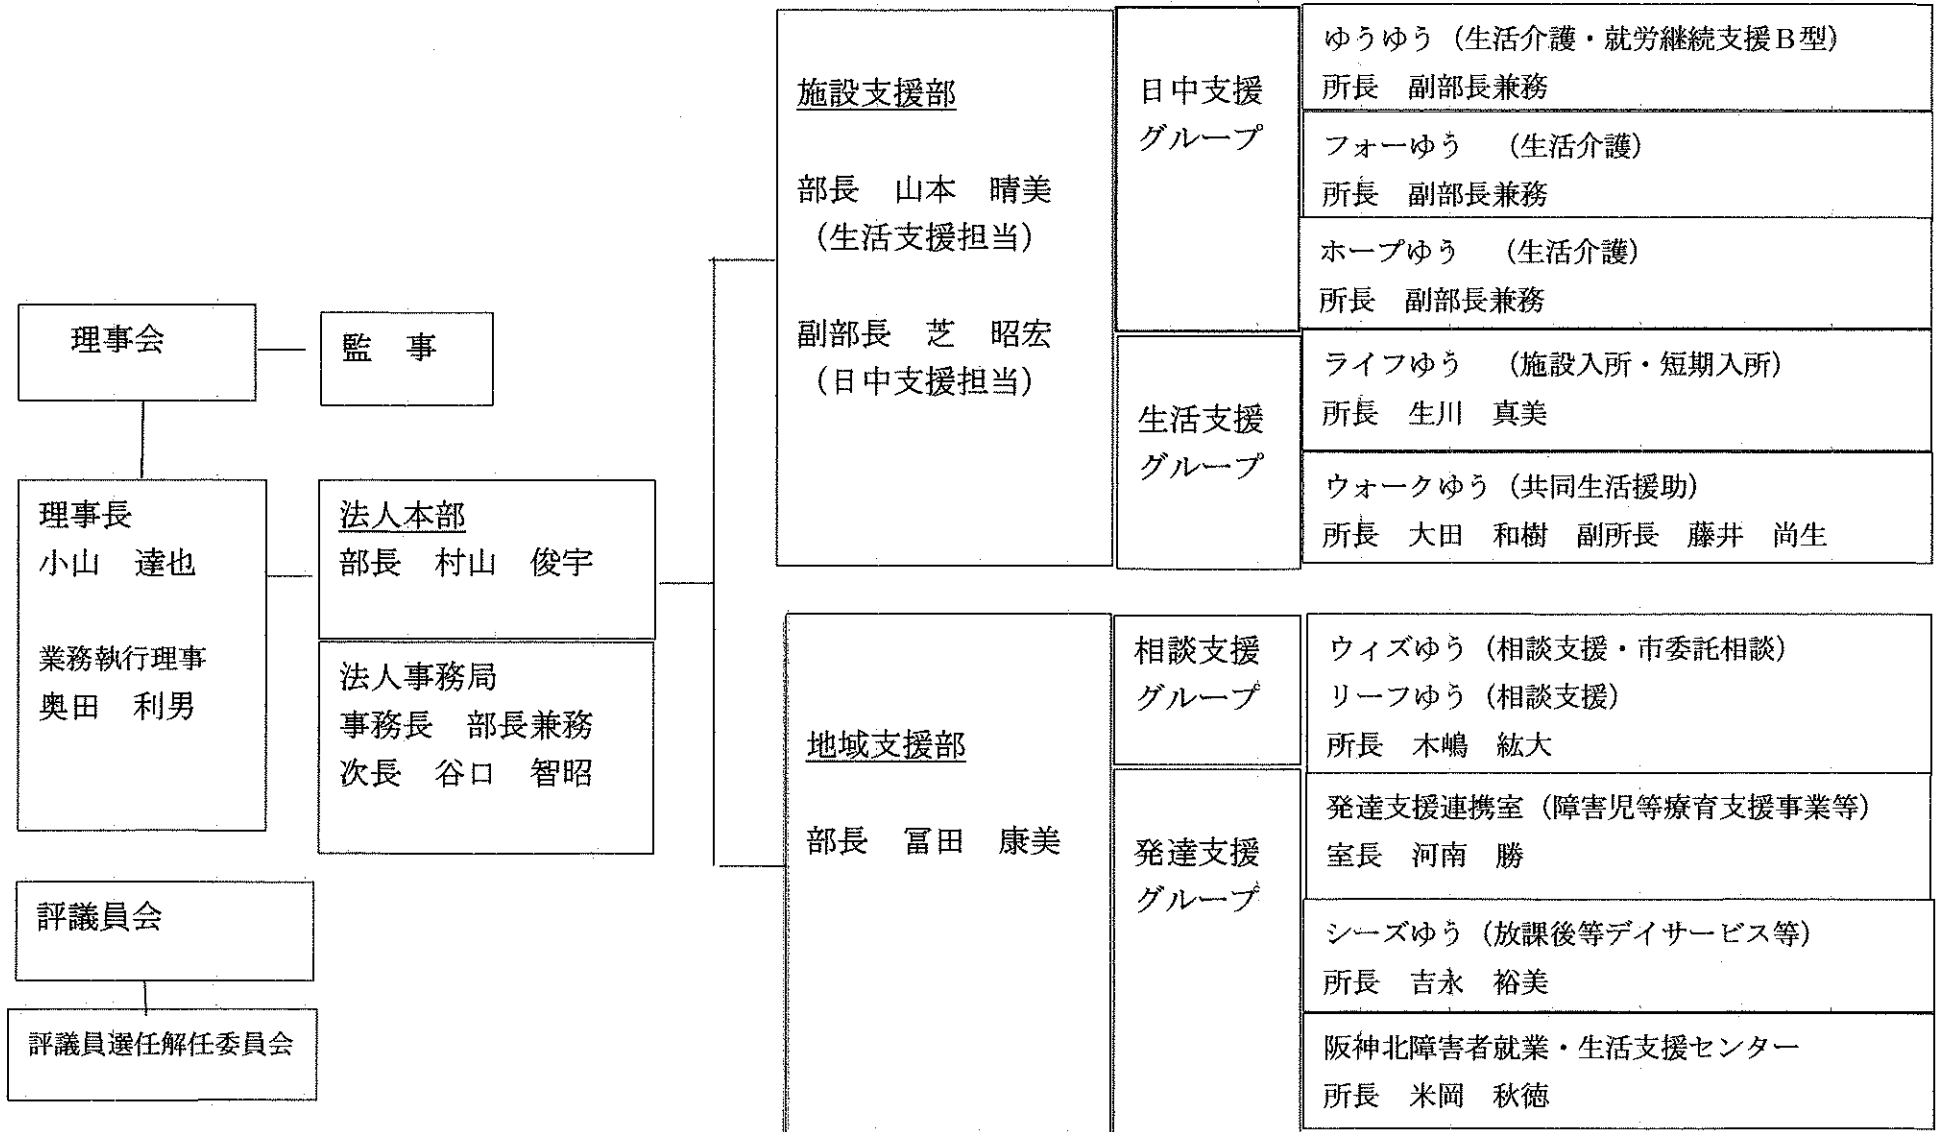 理事会
監　事
理事長
小山　達也
業務執行理事
奥田　利男
法人本部
部長　村山　俊宇
法人事務局
事務長　部長兼務
次長　谷口　智昭
評議員会
評議員選任解任委員会
施設支援部
部長　山本　晴美
（生活支援担当）
副部長　芝　昭宏
（日中支援担当）
日中支援
グループ
ゆうゆう（生活介護・就労継続支援Ｂ型）
所長　副部長兼務
フォーゆう　（生活介護）
所長　副部長兼務
ホープゆう　（生活介護）
所長　副部長兼務
生活支援
グループ
ライフゆう　（施設入所・短期入所）
所長　生川　真美
ウォークゆう（共同生活援助）
所長　大田　和樹　副所長　藤井　尚生
地域支援部
部長　冨田　康美
相談支援
グループ
ウィズゆう（相談支援・市委託相談）
リーフゆう（相談支援）
所長　木嶋　紘大
発達支援
グループ
発達支援連携室（障害児等療育支援事業等）
室長　河南　勝
シーズゆう（放課後等デイサービス等）
所長　吉永　裕美
阪神北障害者就業・生活支援センター
所長　米岡　秋徳